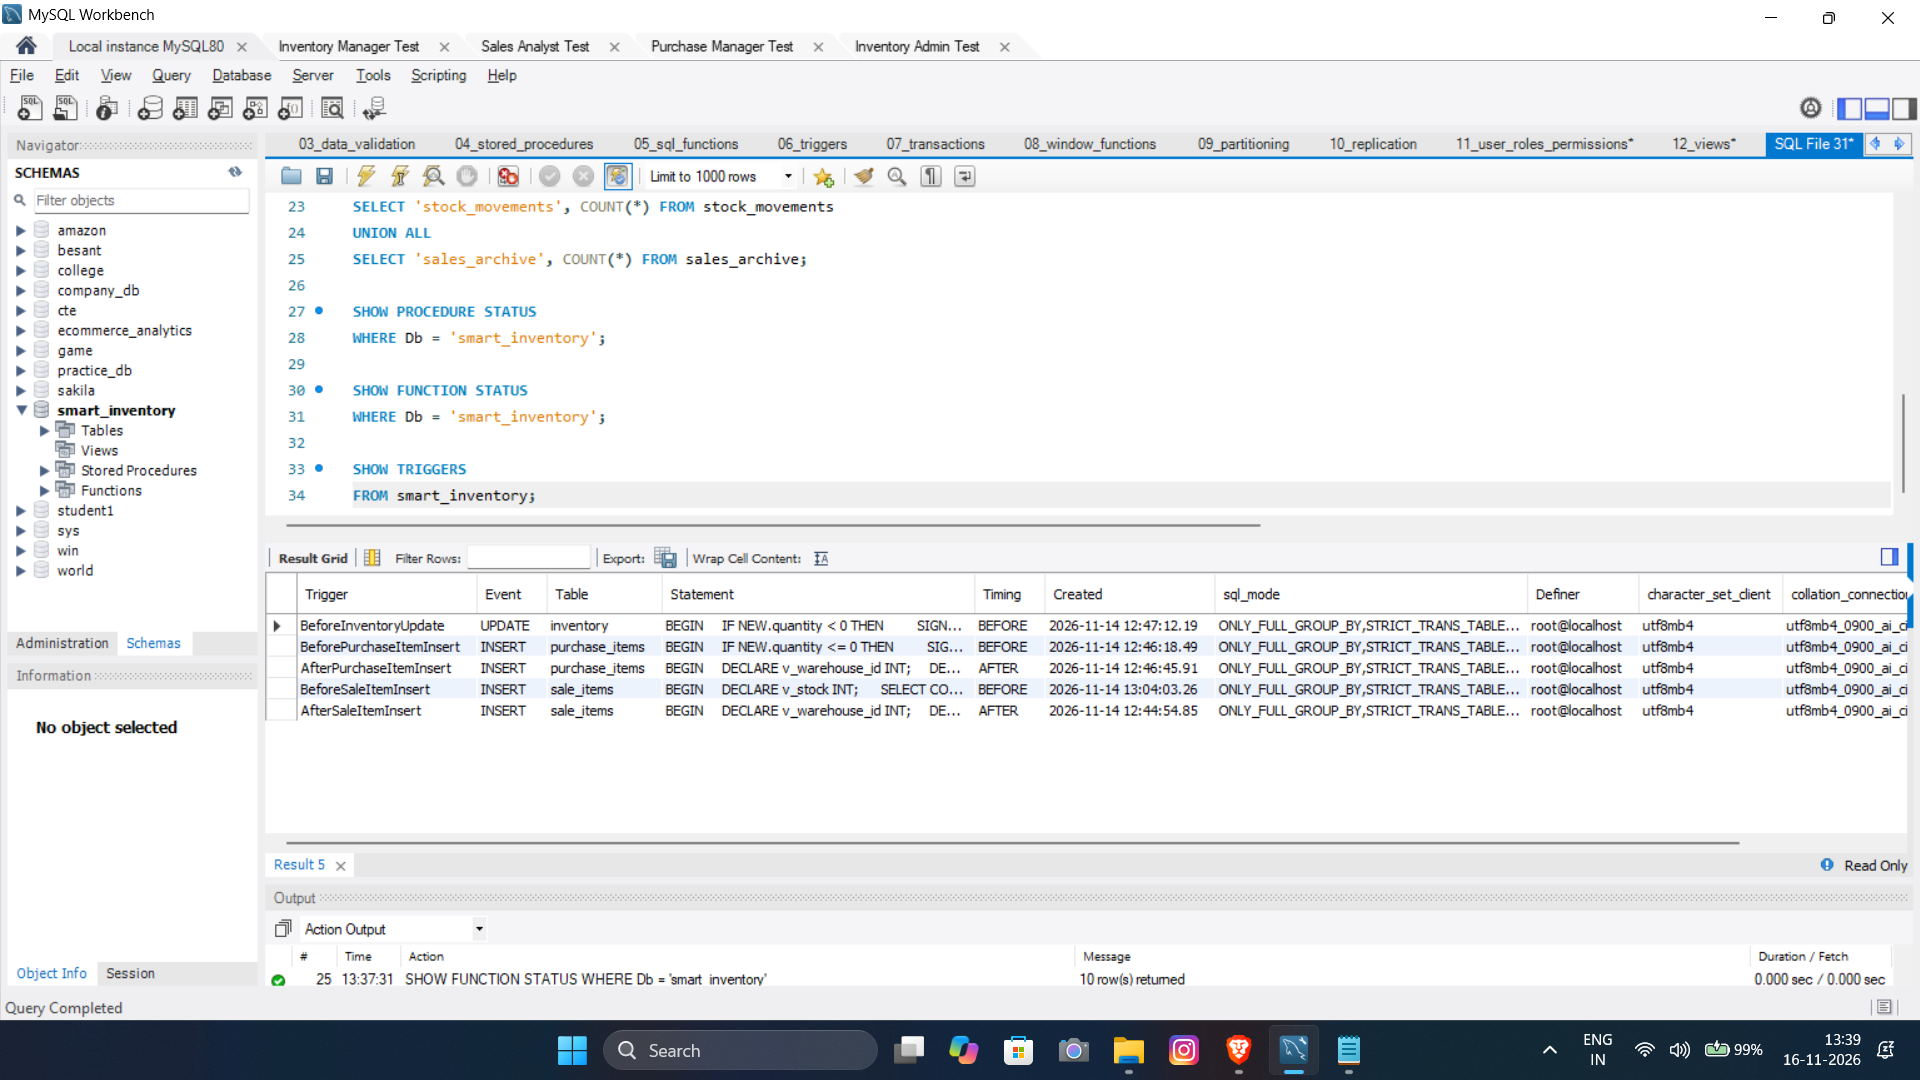 MySQL Workbench
Local instance MySQL80
Inventory Manager Test
Sales Analyst Test
Purchase Manager Test
Inventory Admin Test
File Edit View Query Database Server Tools Scripting Help
Navigator
SCHEMAS
Filter objects
amazon
besant
college
company_db
cte
ecommerce_analytics
game
practice_db
sakila
smart_inventory
Tables
Views
Stored Procedures
Functions
student1
sys
win
world
Administration Schemas
Information
No object selected
Object Info Session
03_data_validation 04_stored_procedures 05_sql_functions 06_triggers 07_transactions 08_window_functions 09_partitioning 10_replication 11_user_roles_permissions* 12_views* SQL File 31*
Limit to 1000 rows
23 SELECT 'stock_movements', COUNT(*) FROM stock_movements
24 UNION ALL
25 SELECT 'sales_archive', COUNT(*) FROM sales_archive;
26
27 SHOW PROCEDURE STATUS
28 WHERE Db = 'smart_inventory';
29
30 SHOW FUNCTION STATUS
31 WHERE Db = 'smart_inventory';
32
33 SHOW TRIGGERS
34 FROM smart_inventory;
Result Grid Filter Rows: Export: Wrap Cell Content:
Trigger Event Table Statement Timing Created sql_mode Definer character_set_client collation_connectio
BeforeInventoryUpdate UPDATE inventory BEGIN IF NEW.quantity < 0 THEN SIGN... BEFORE 2026-11-14 12:47:12.19 ONLY_FULL_GROUP_BY,STRICT_TRANS_TABLE... root@localhost utf8mb4 utf8mb4_0900_ai_ci
BeforePurchaseItemInsert INSERT purchase_items BEGIN IF NEW.quantity <= 0 THEN SIG... BEFORE 2026-11-14 12:46:18.49 ONLY_FULL_GROUP_BY,STRICT_TRANS_TABLE... root@localhost utf8mb4 utf8mb4_0900_ai_ci
AfterPurchaseItemInsert INSERT purchase_items BEGIN DECLARE v_warehouse_id INT; DE... AFTER 2026-11-14 12:46:45.91 ONLY_FULL_GROUP_BY,STRICT_TRANS_TABLE... root@localhost utf8mb4 utf8mb4_0900_ai_ci
BeforeSaleItemInsert INSERT sale_items BEGIN DECLARE v_stock INT; SELECT CO... BEFORE 2026-11-14 13:04:03.26 ONLY_FULL_GROUP_BY,STRICT_TRANS_TABLE... root@localhost utf8mb4 utf8mb4_0900_ai_ci
AfterSaleItemInsert INSERT sale_items BEGIN DECLARE v_warehouse_id INT; DE... AFTER 2026-11-14 12:44:54.85 ONLY_FULL_GROUP_BY,STRICT_TRANS_TABLE... root@localhost utf8mb4 utf8mb4_0900_ai_ci
Result 5
Read Only
Output
Action Output
# Time Action Message Duration / Fetch
25 13:37:31 SHOW FUNCTION STATUS WHERE Db = 'smart_inventory' 10 row(s) returned 0.000 sec / 0.000 sec
Query Completed
Search
ENG
IN
99%
13:39
16-11-2026